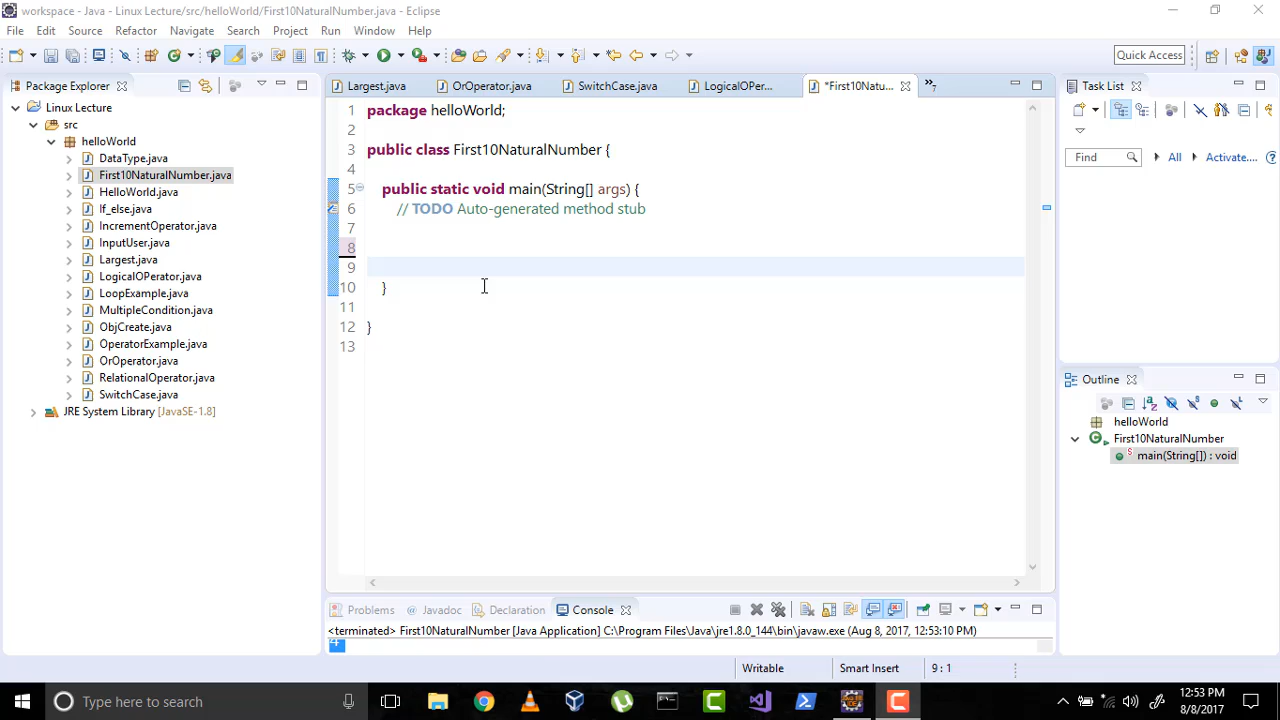 workspace - Java - Linux Lecture/src/helloWorld/First10NaturalNumber.java - Eclipse
File Edit Source Refactor Navigate Search Project Run Window Help
Quick Access
Package Explorer
Largest.java OrOperator.java SwitchCase.java LogicalOPer... *First10Natu... »7
Task List
Linux Lecture
src
helloWorld
DataType.java
First10NaturalNumber.java
HelloWorld.java
If_else.java
IncrementOperator.java
InputUser.java
Largest.java
LogicalOPerator.java
LoopExample.java
MultipleCondition.java
ObjCreate.java
OperatorExample.java
OrOperator.java
RelationalOperator.java
SwitchCase.java
JRE System Library [JavaSE-1.8]
1 package helloWorld;
2
3 public class First10NaturalNumber {
4
5 public static void main(String[] args) {
6 // TODO Auto-generated method stub
7
8
9
10 }
11
12 }
13
Find All Activate...
Outline
helloWorld
First10NaturalNumber
main(String[]) : void
Problems Javadoc Declaration Console
<terminated> First10NaturalNumber [Java Application] C:\Program Files\Java\jre1.8.0_144\bin\javaw.exe (Aug 8, 2017, 12:53:10 PM)
Writable Smart Insert 9 : 1
Type here to search
12:53 PM
8/8/2017